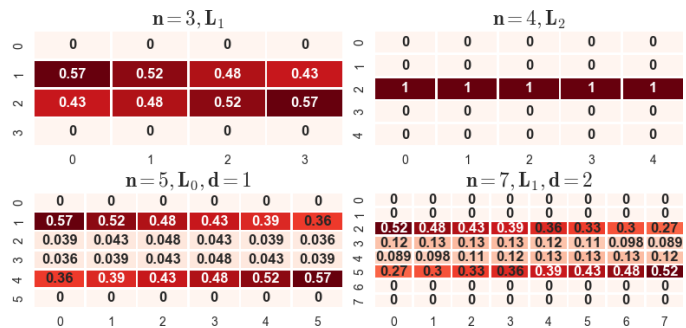 n=3, L₁
0 0 0 0 0
1 0.57 0.52 0.48 0.43
2 0.43 0.48 0.52 0.57
3 0 0 0 0
0 1 2 3
n=4, L₂
0 0 0 0 0 0
1 0 0 0 0 0
2 1 1 1 1 1
3 0 0 0 0 0
4 0 0 0 0 0
0 1 2 3 4
n=5, L₀, d=1
0 0 0 0 0 0 0
1 0.57 0.52 0.48 0.43 0.39 0.36
2 0.039 0.043 0.048 0.043 0.039 0.036
3 0.036 0.039 0.043 0.048 0.043 0.039
4 0.36 0.39 0.43 0.48 0.52 0.57
5 0 0 0 0 0 0
0 1 2 3 4 5
n=7, L₁, d=2
0 0 0 0 0 0 0 0 0
1 0 0 0 0 0 0 0 0
2 0.52 0.48 0.43 0.39 0.36 0.33 0.3 0.27
3 0.12 0.13 0.13 0.13 0.12 0.11 0.098 0.089
4 0.089 0.098 0.11 0.12 0.13 0.13 0.13 0.12
5 0.27 0.3 0.33 0.36 0.39 0.43 0.48 0.52
6 0 0 0 0 0 0 0 0
7 0 0 0 0 0 0 0 0
0 1 2 3 4 5 6 7